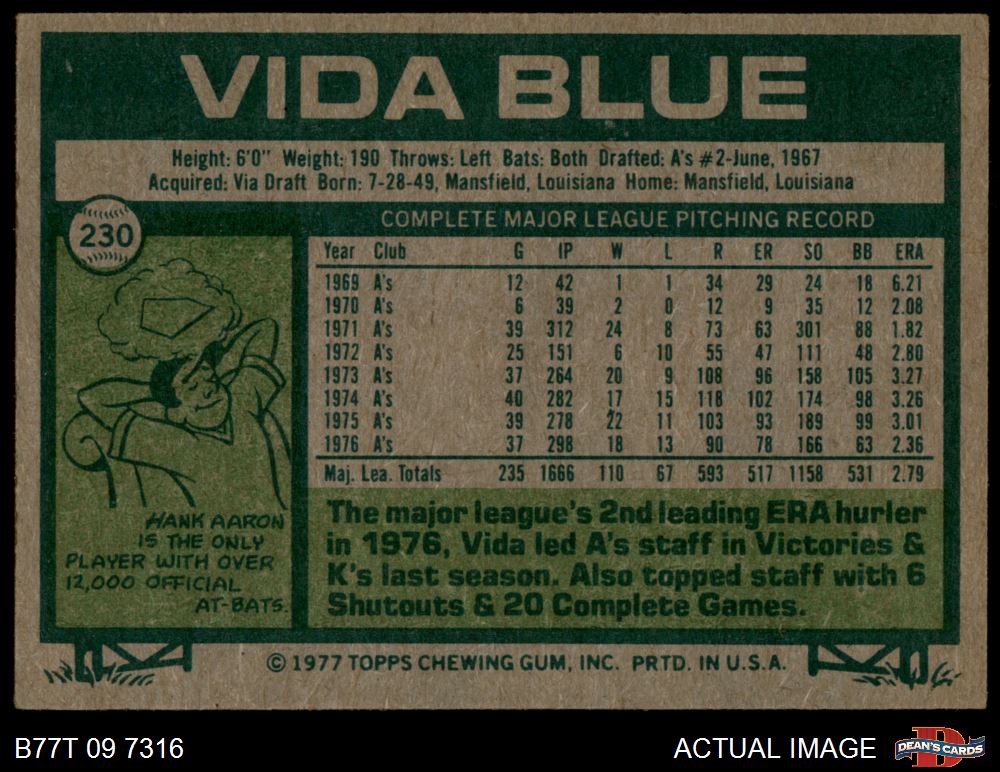 VIDA BLUE
Height: 6'0" Weight: 190 Throws: Left Bats: Both Drafted: A's #2-June, 1967
Acquired: Via Draft Born: 7-28-49, Mansfield, Louisiana Home: Mansfield, Louisiana
230
COMPLETE MAJOR LEAGUE PITCHING RECORD
Year Club G IP W L R ER SO BB ERA
1969 A's 12 42 1 1 34 29 24 18 6.21
1970 A's 6 39 2 0 12 9 35 12 2.08
1971 A's 39 312 24 8 73 63 301 88 1.82
1972 A's 25 151 6 10 55 47 111 48 2.80
1973 A's 37 264 20 9 108 96 158 105 3.27
1974 A's 40 282 17 15 118 102 174 98 3.26
1975 A's 39 278 22 11 103 93 189 99 3.01
1976 A's 37 298 18 13 90 78 166 63 2.36
Maj. Lea. Totals 235 1666 110 67 593 517 1158 531 2.79
HANK AARON
IS THE ONLY
PLAYER WITH OVER
12,000 OFFICIAL
AT-BATS.
The major league's 2nd leading ERA hurler
in 1976, Vida led A's staff in Victories &
K's last season. Also topped staff with 6
Shutouts & 20 Complete Games.
© 1977 TOPPS CHEWING GUM, INC. PRTD. IN U.S.A.
B77T 09 7316
ACTUAL IMAGE
D
DEAN'S CARDS